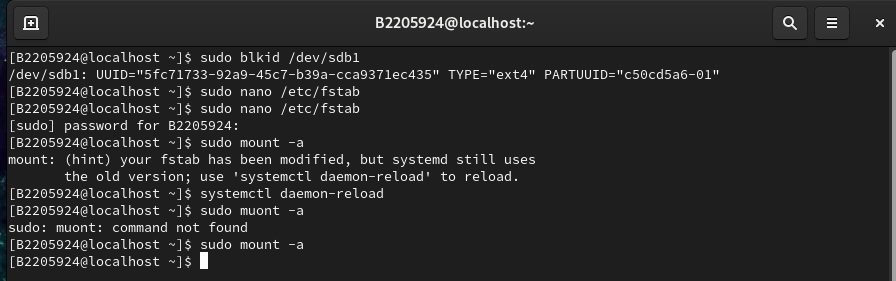 B2205924@localhost:~
[B2205924@localhost ~]$ sudo blkid /dev/sdb1
/dev/sdb1: UUID="5fc71733-92a9-45c7-b39a-cca9371ec435" TYPE="ext4" PARTUUID="c50cd5a6-01"
[B2205924@localhost ~]$ sudo nano /etc/fstab
[B2205924@localhost ~]$ sudo nano /etc/fstab
[sudo] password for B2205924:
[B2205924@localhost ~]$ sudo mount -a
mount: (hint) your fstab has been modified, but systemd still uses
       the old version; use 'systemctl daemon-reload' to reload.
[B2205924@localhost ~]$ systemctl daemon-reload
[B2205924@localhost ~]$ sudo muont -a
sudo: muont: command not found
[B2205924@localhost ~]$ sudo mount -a
[B2205924@localhost ~]$